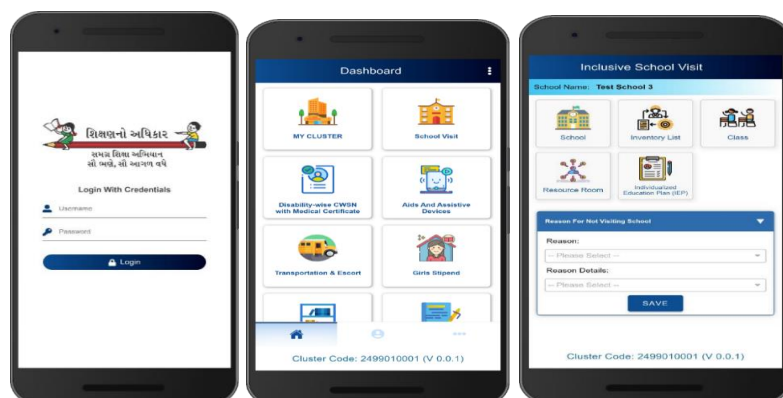 શિક્ષાનો અધિકાર
સમગ્ર શિક્ષા અભિયાન
સૌ ભણે, સૌ આગળ વધે
Login With Credentials
Username
Password
Login
Dashboard
MY CLUSTER
School Visit
Disability-wise CWSN
with Medical Certificate
Aids And Assistive
Devices
Transportation & Escort
Girls Stipend
Cluster Code: 2499010001 (V 0.0.1)
Inclusive School Visit
School Name: Test School 3
School
Inventory List
Class
Resource Room
Individualized
Education Plan (IEP)
Reason For Not Visiting School
Reason:
-- Please Select --
Reason Details:
-- Please Select --
SAVE
Cluster Code: 2499010001 (V 0.0.1)